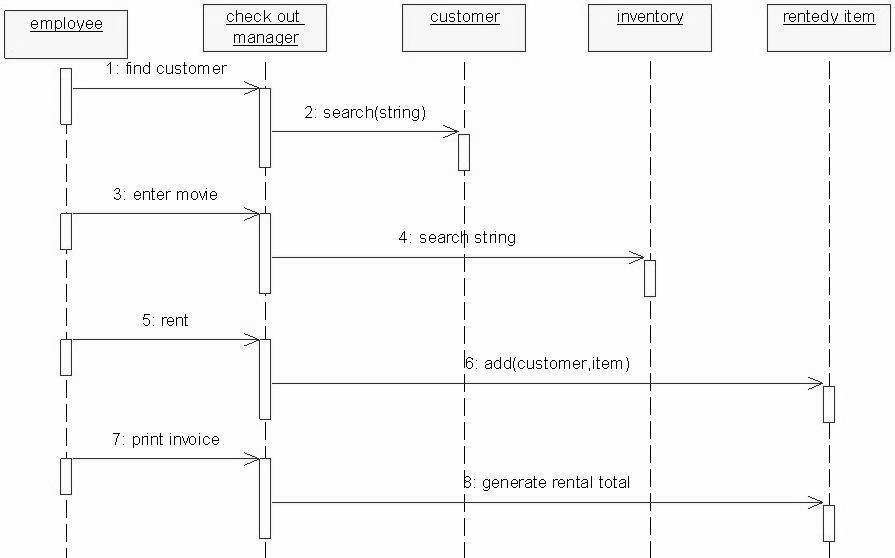 employee
check out
manager
customer
inventory
rentedy item
1: find customer
2: search(string)
3: enter movie
4: search string
5: rent
6: add(customer,item)
7: print invoice
8: generate rental total